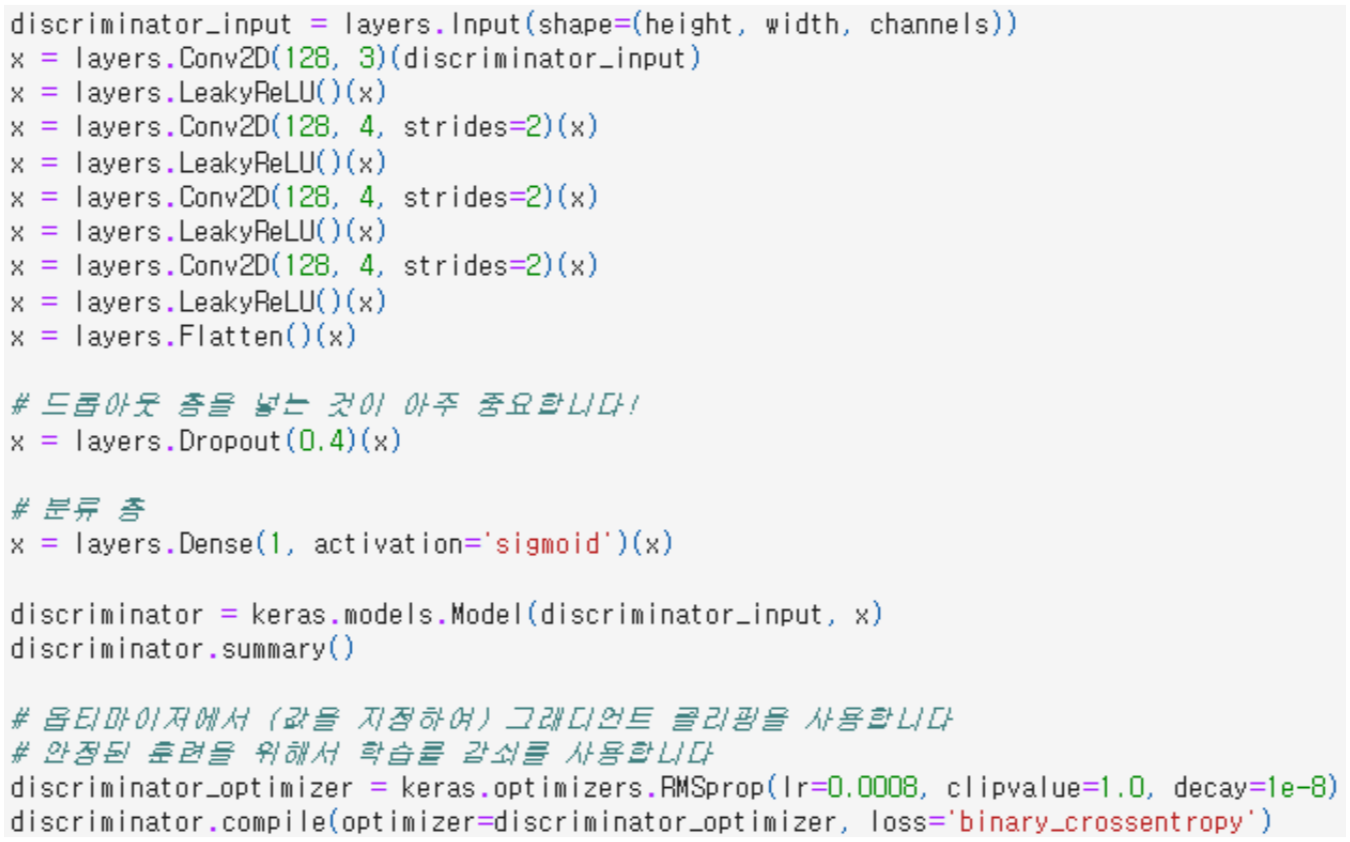 discriminator_input = layers.Input(shape=(height, width, channels))
x = layers.Conv2D(128, 3)(discriminator_input)
x = layers.LeakyReLU()(x)
x = layers.Conv2D(128, 4, strides=2)(x)
x = layers.LeakyReLU()(x)
x = layers.Conv2D(128, 4, strides=2)(x)
x = layers.LeakyReLU()(x)
x = layers.Conv2D(128, 4, strides=2)(x)
x = layers.LeakyReLU()(x)
x = layers.Flatten()(x)
# 드롭아웃 층을 넣는 것이 아주 중요합니다!
x = layers.Dropout(0.4)(x)
# 분류 층
x = layers.Dense(1, activation='sigmoid')(x)
discriminator = keras.models.Model(discriminator_input, x)
discriminator.summary()
# 옵티마이저에서 (값을 지정하여) 그래디언트 클리핑을 사용합니다
# 안정된 훈련을 위해서 학습률 감쇠를 사용합니다
discriminator_optimizer = keras.optimizers.RMSprop(lr=0.0008, clipvalue=1.0, decay=1e-8)
discriminator.compile(optimizer=discriminator_optimizer, loss='binary_crossentropy')